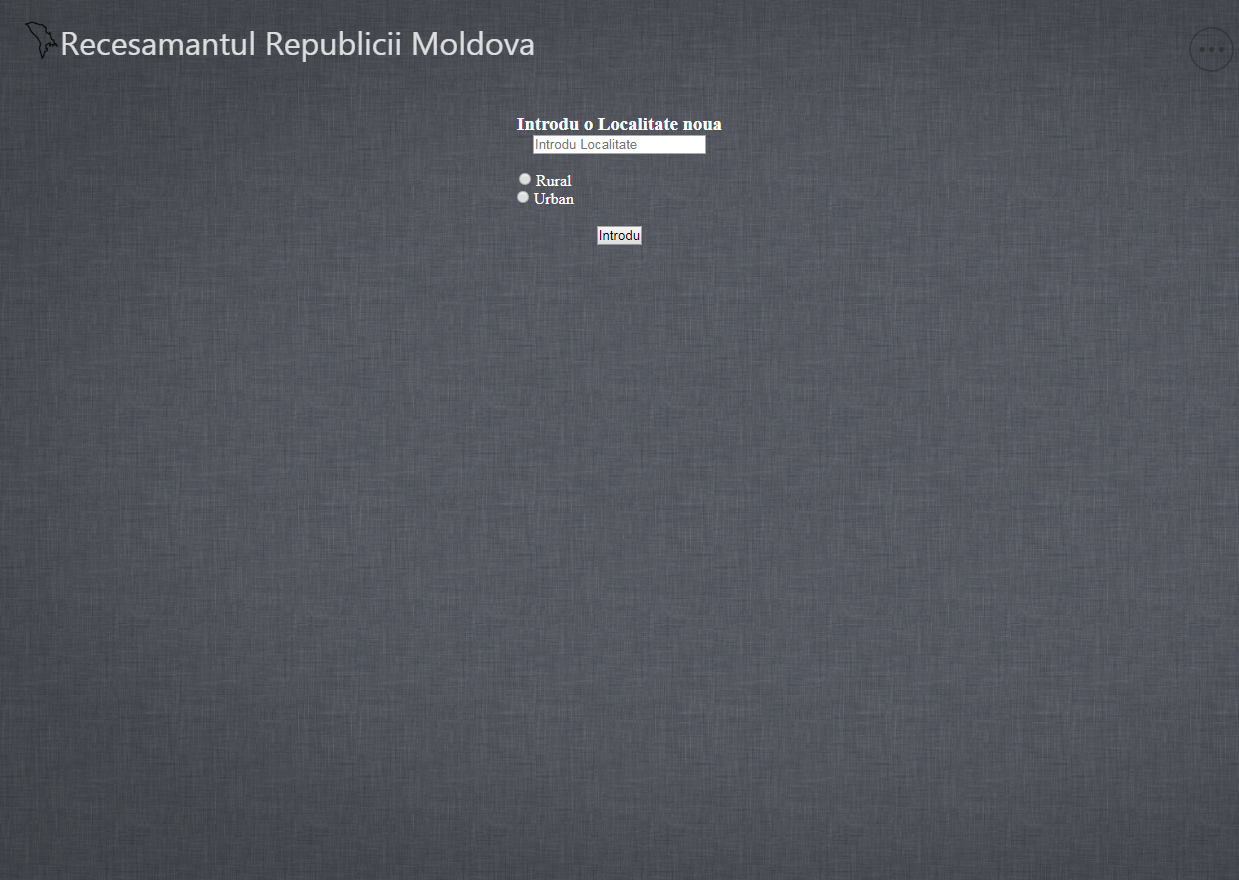 Recesamantul Republicii Moldova
Introdu o Localitate noua
Introdu Localitate
Rural
Urban
Introdu